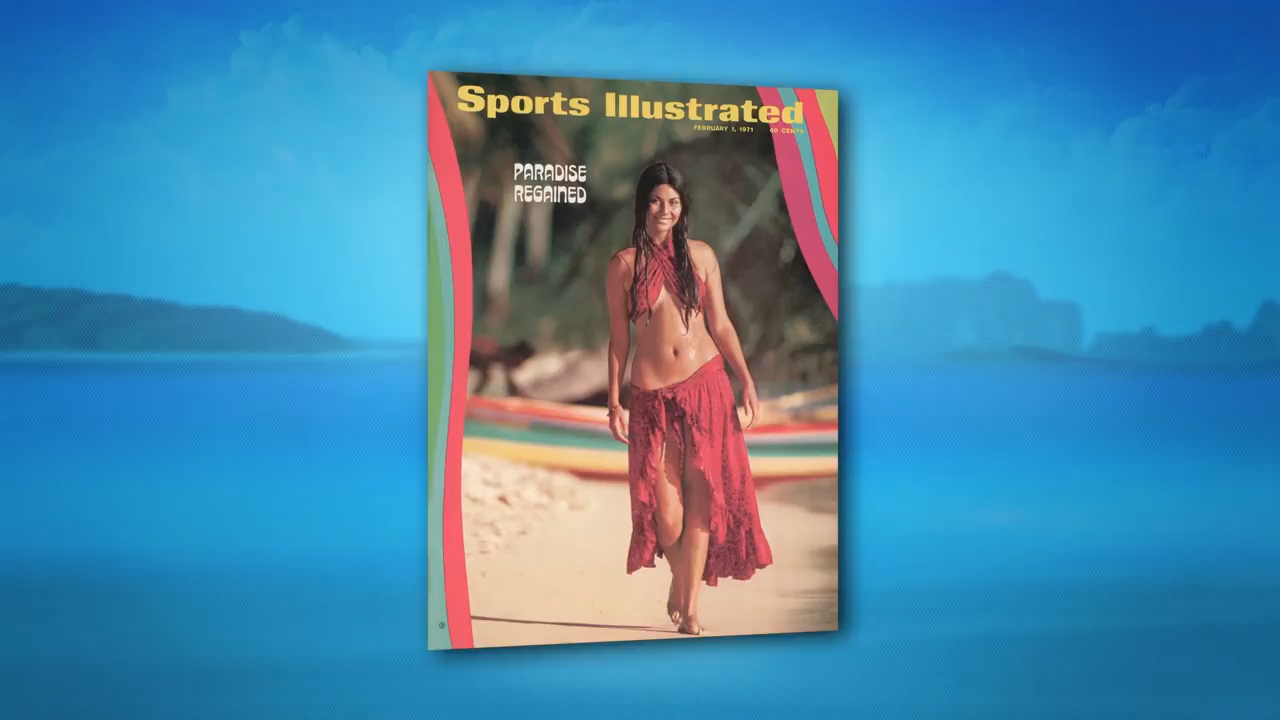 Sports Illustrated
FEBRUARY 1, 1971 60 CENTS
PARADISE
REGAINED
®